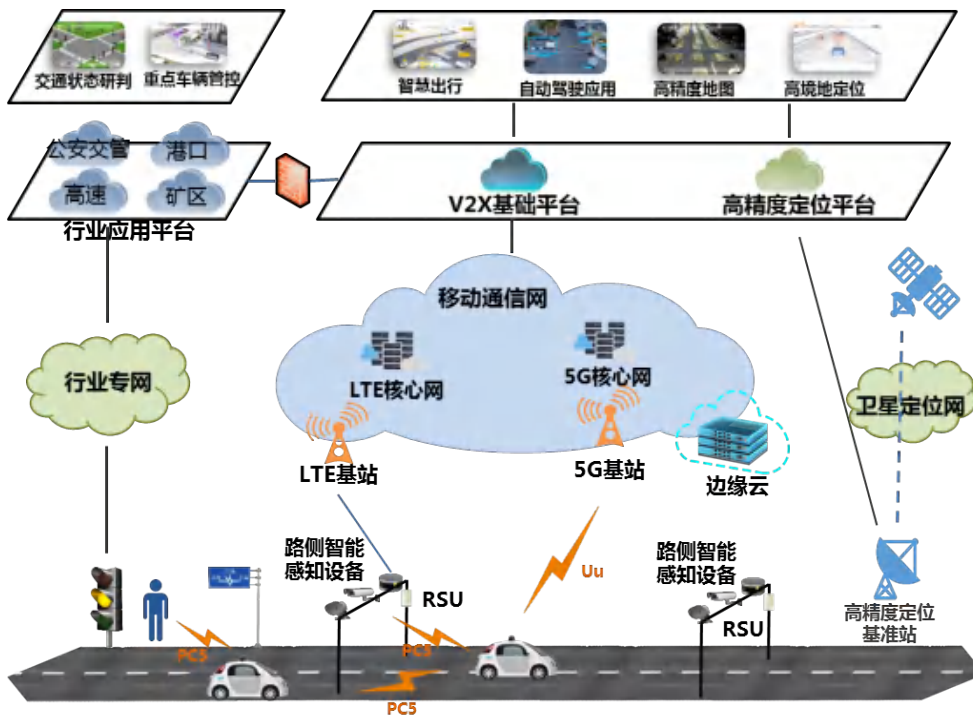 交通状态研判
重点车辆管控
智慧出行
自动驾驶应用
高精度地图
高境地定位
公安交管
港口
高速
矿区
行业应用平台
V2X基础平台
高精度定位平台
移动通信网
LTE核心网
5G核心网
行业专网
卫星定位网
LTE基站
5G基站
边缘云
路侧智能
感知设备
RSU
Uu
路侧智能
感知设备
RSU
高精度定位
基准站
PC5
PC5
PC5